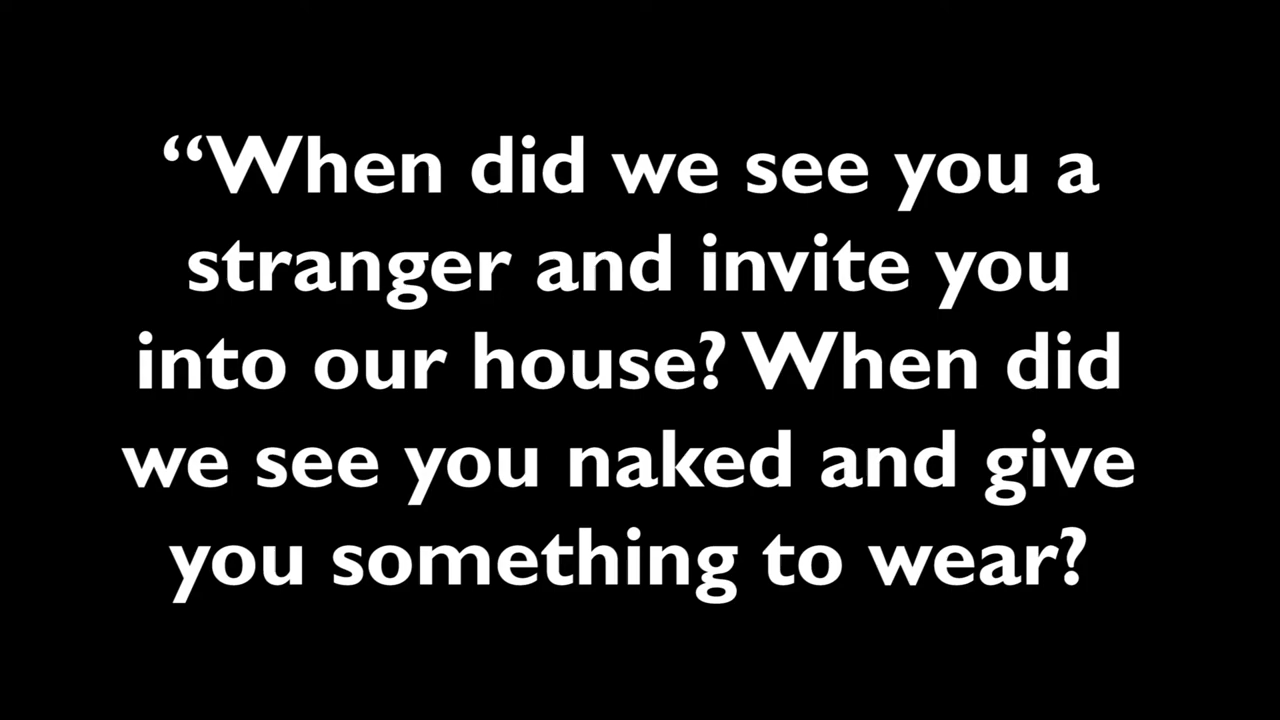 “When did we see you a
stranger and invite you
into our house? When did
we see you naked and give
you something to wear?